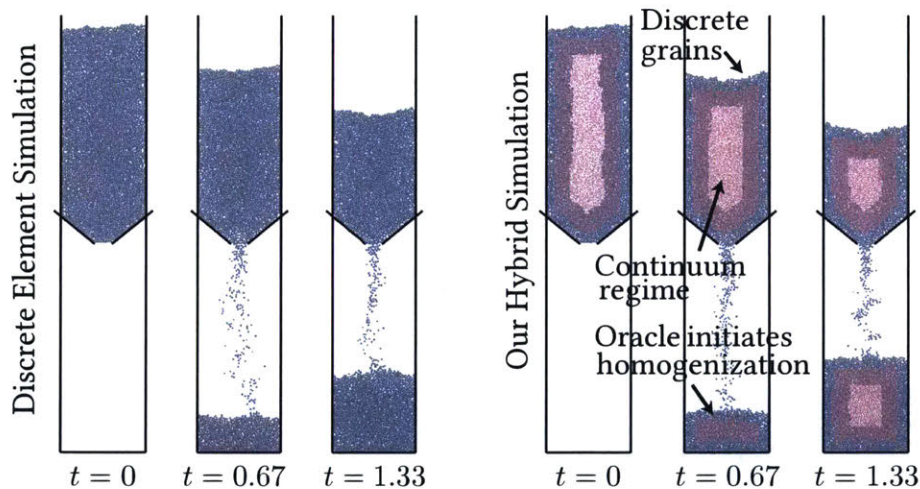 Discrete Element Simulation
t = 0
t = 0.67
t = 1.33
Our Hybrid Simulation
Discrete
grains
Continuum
regime
Oracle initiates
homogenization
t = 0
t = 0.67
t = 1.33